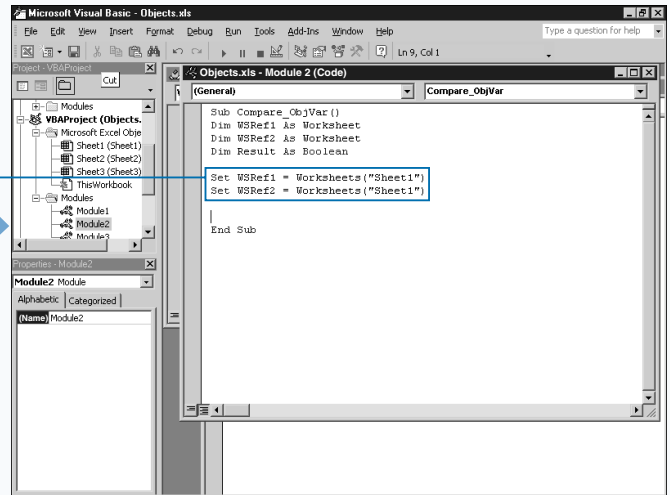 Microsoft Visual Basic - Objects.xls
File Edit View Insert Format Debug Run Tools Add-Ins Window Help
Type a question for help
Ln 9, Col 1
Project - VBAProject
Cut
Modules
VBAProject (Objects.
Microsoft Excel Obje
Sheet1 (Sheet1)
Sheet2 (Sheet2)
Sheet3 (Sheet3)
ThisWorkbook
Modules
Module1
Module2
Module3
Properties - Module2
Module2 Module
Alphabetic Categorized
(Name) Module2
Objects.xls - Module 2 (Code)
(General) Compare_ObjVar
Sub Compare_ObjVar()
Dim WSRef1 As Worksheet
Dim WSRef2 As Worksheet
Dim Result As Boolean
Set WSRef1 = Worksheets("Sheet1")
Set WSRef2 = Worksheets("Sheet1")
End Sub